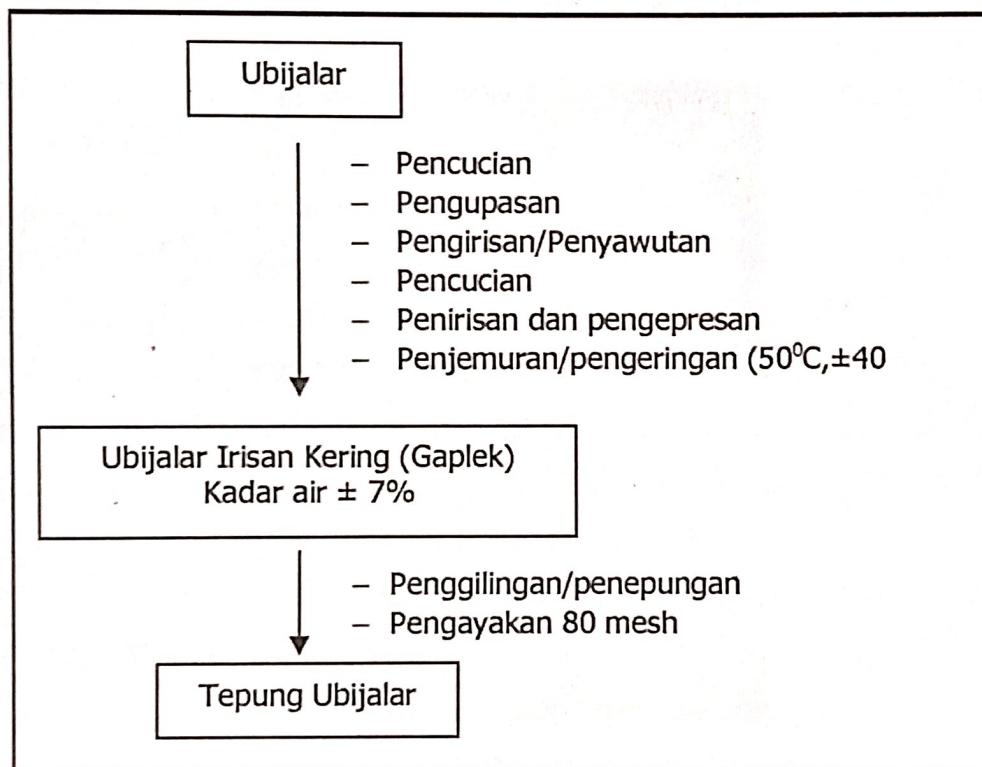 Ubijalar
– Pencucian
– Pengupasan
– Pengirisan/Penyawutan
– Pencucian
– Penirisan dan pengepresan
– Penjemuran/pengeringan (50⁰C,±40
Ubijalar Irisan Kering (Gaplek)
Kadar air ± 7%
– Penggilingan/penepungan
– Pengayakan 80 mesh
Tepung Ubijalar